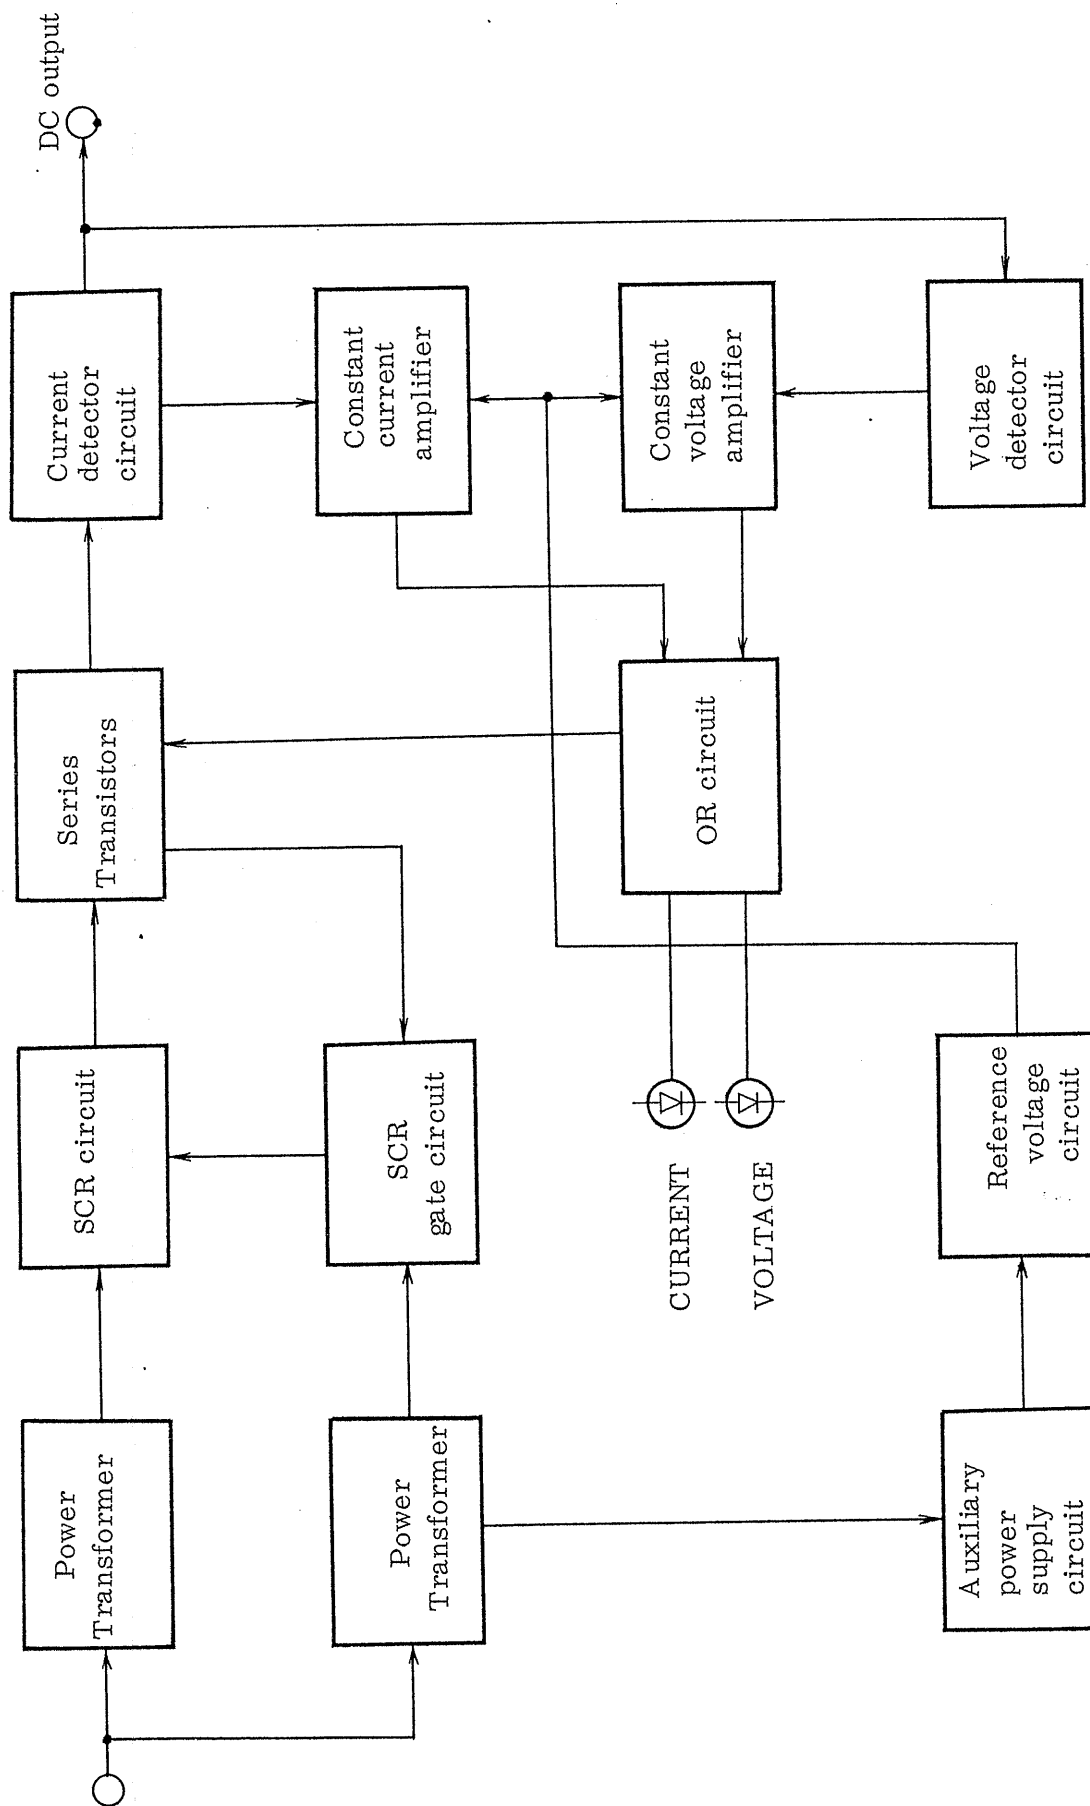 DC output
Power
Transformer
SCR circuit
Series
Transistors
Current
detector
circuit
Power
Transformer
SCR
gate circuit
Constant
current
amplifier
CURRENT
VOLTAGE
OR circuit
Constant
voltage
amplifier
Auxiliary
power
supply
circuit
Reference
voltage
circuit
Voltage
detector
circuit